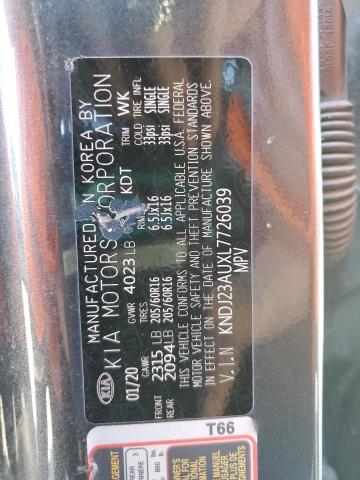 MANUFACTURED IN KOREA BY
KIA MOTORS CORPORATION
KDT
01/20
GVWR 4023 LB
TRIM WK
GAWR TIRES RIMS COLD TIRE INFL.
FRONT 2315 LB 205/60R16 6.5Jx16 33psi SINGLE
REAR 2094 LB 205/60R16 6.5Jx16 33psi SINGLE
THIS VEHICLE CONFORMS TO ALL APPLICABLE U.S.A. FEDERAL
MOTOR VEHICLE SAFETY AND THEFT PREVENTION STANDARDS
IN EFFECT ON THE DATE OF MANUFACTURE SHOWN ABOVE.
V.I.N KNDJ23AUXL7726039
MPV
T66